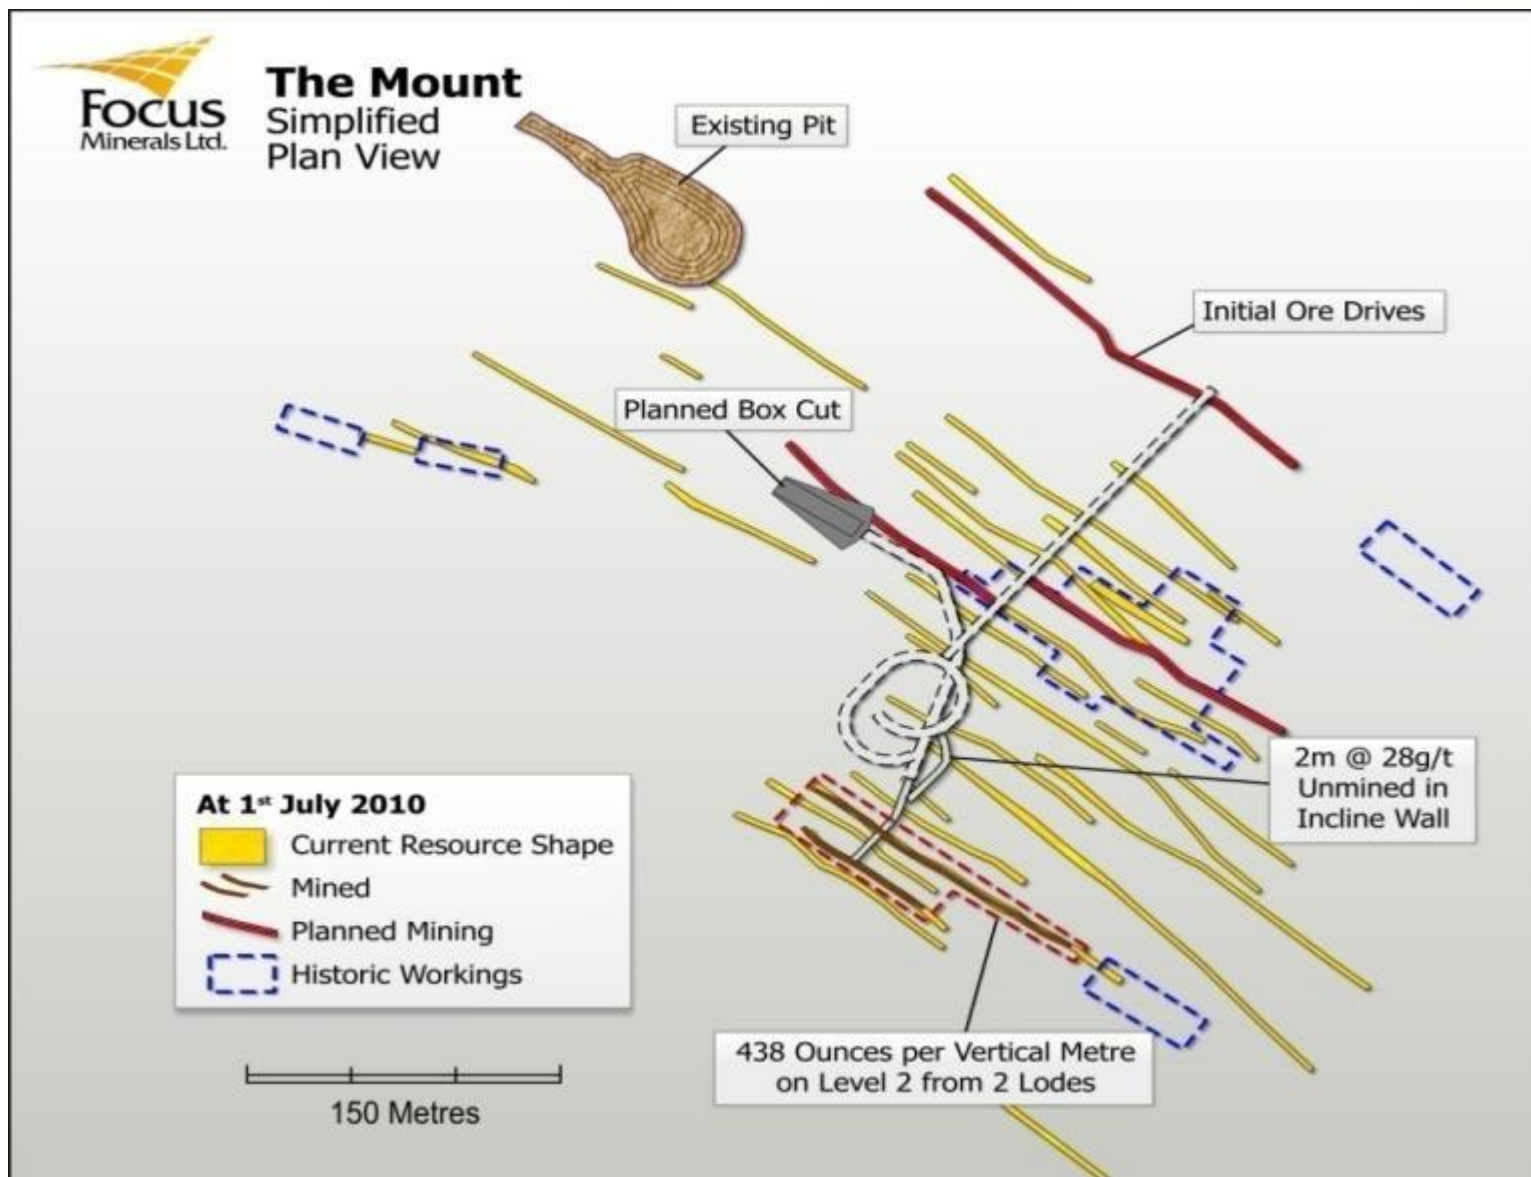 Focus
Minerals Ltd.
The Mount
Simplified
Plan View
Existing Pit
Initial Ore Drives
Planned Box Cut
2m @ 28g/t
Unmined in
Incline Wall
At 1st July 2010
Current Resource Shape
Mined
Planned Mining
Historic Workings
438 Ounces per Vertical Metre
on Level 2 from 2 Lodes
150 Metres